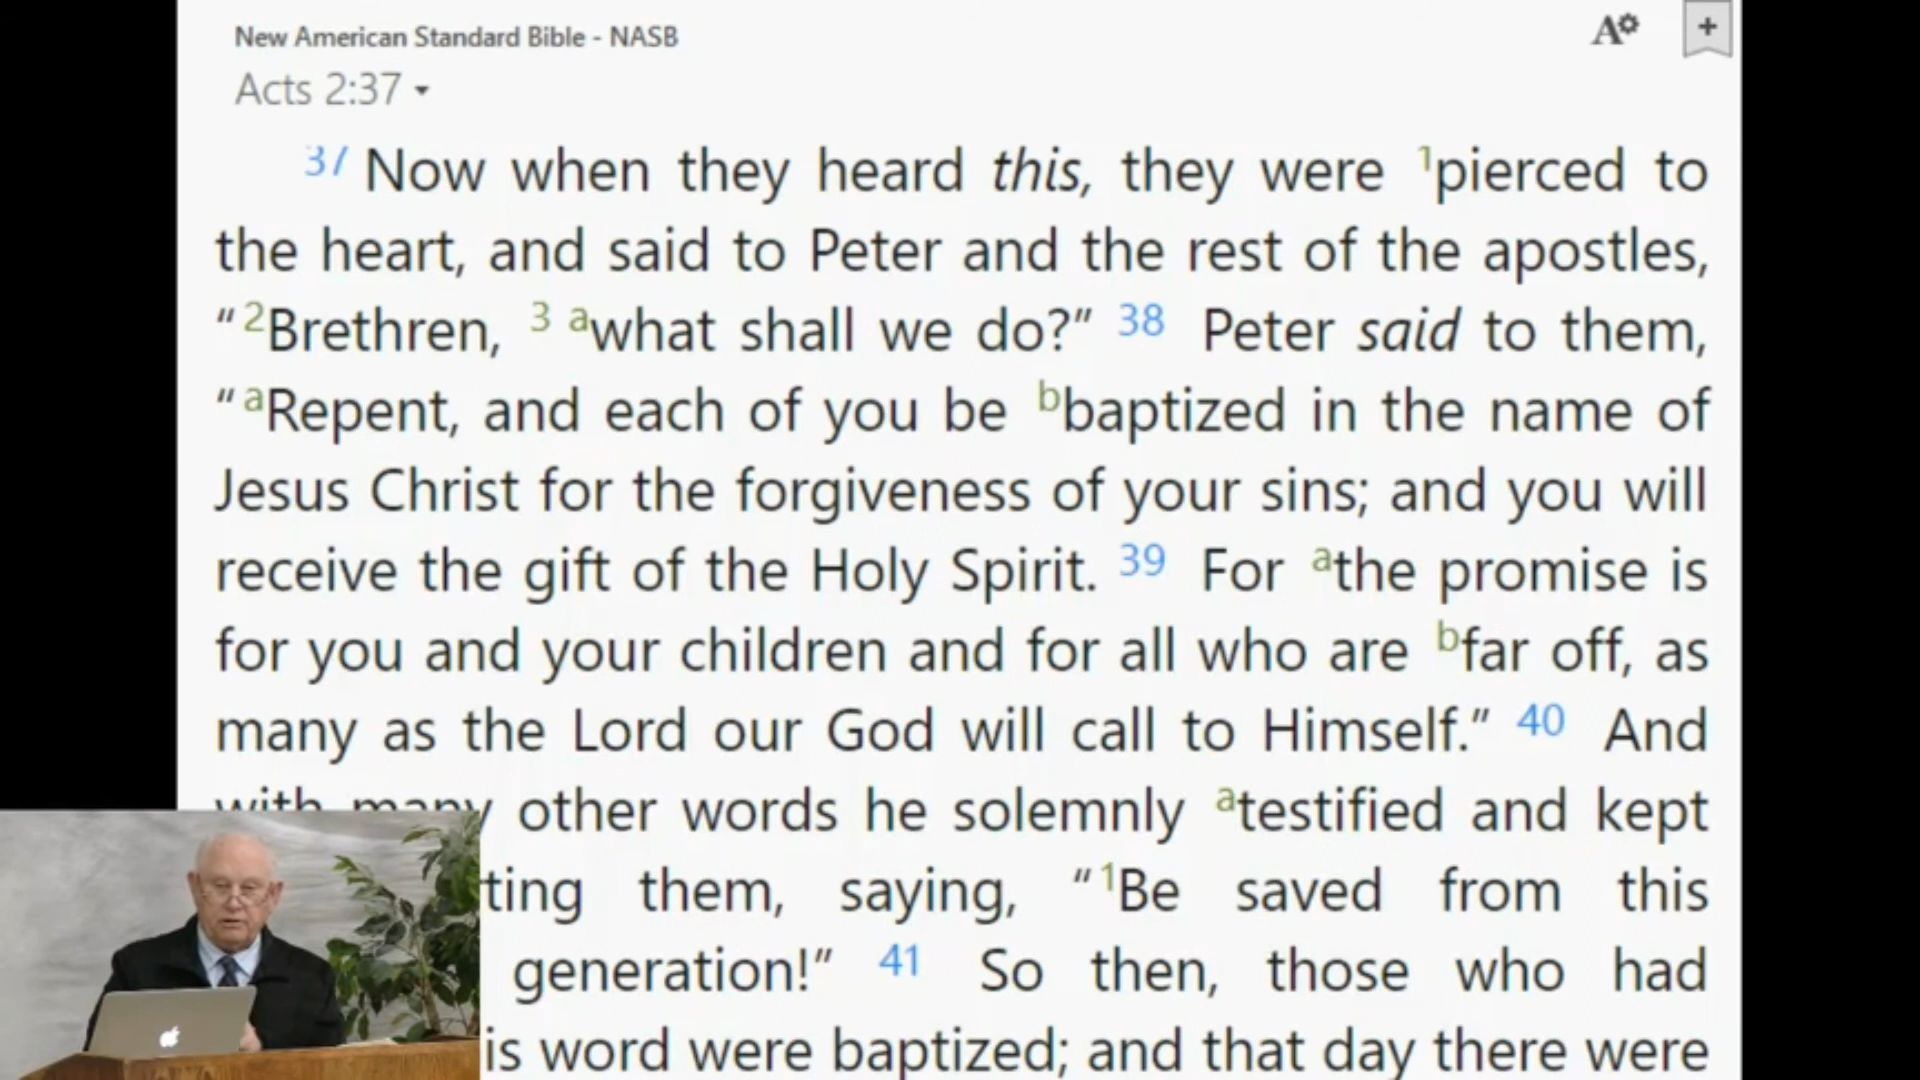 New American Standard Bible - NASB
A
+
Acts 2:37
37 Now when they heard this, they were 1pierced to
the heart, and said to Peter and the rest of the apostles,
“2Brethren, 3 awhat shall we do?” 38 Peter said to them,
“aRepent, and each of you be bbaptized in the name of
Jesus Christ for the forgiveness of your sins; and you will
receive the gift of the Holy Spirit. 39 For athe promise is
for you and your children and for all who are bfar off, as
many as the Lord our God will call to Himself.” 40 And
with many other words he solemnly atestified and kept
ting them, saying, “1Be saved from this
generation!” 41 So then, those who had
is word were baptized; and that day there were